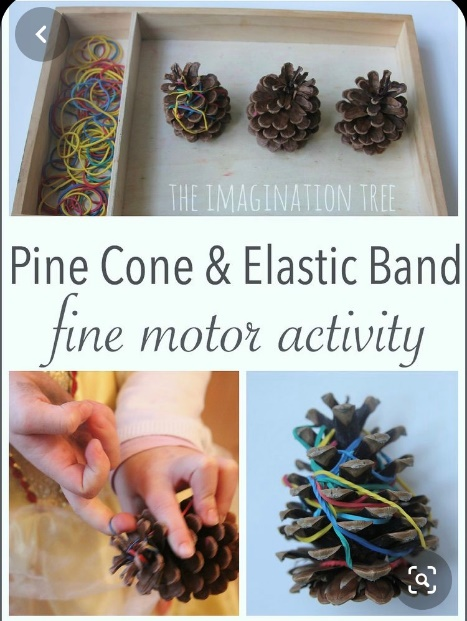 THE IMAGINATION TREE
Pine Cone & Elastic Band
fine motor activity